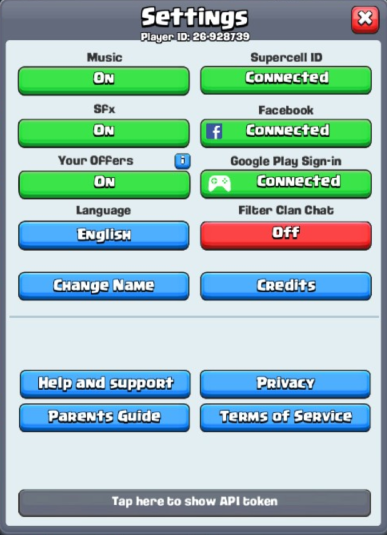 Settings
Player ID: 26-928739
Music
Supercell ID
On
Connected
Sfx
Facebook
On
f Connected
Your Offers i
Google Play Sign-in
On
Connected
Language
Filter Clan Chat
English
Off
Change Name
Credits
Help and support
Privacy
Parents Guide
Terms of Service
Tap here to show API token